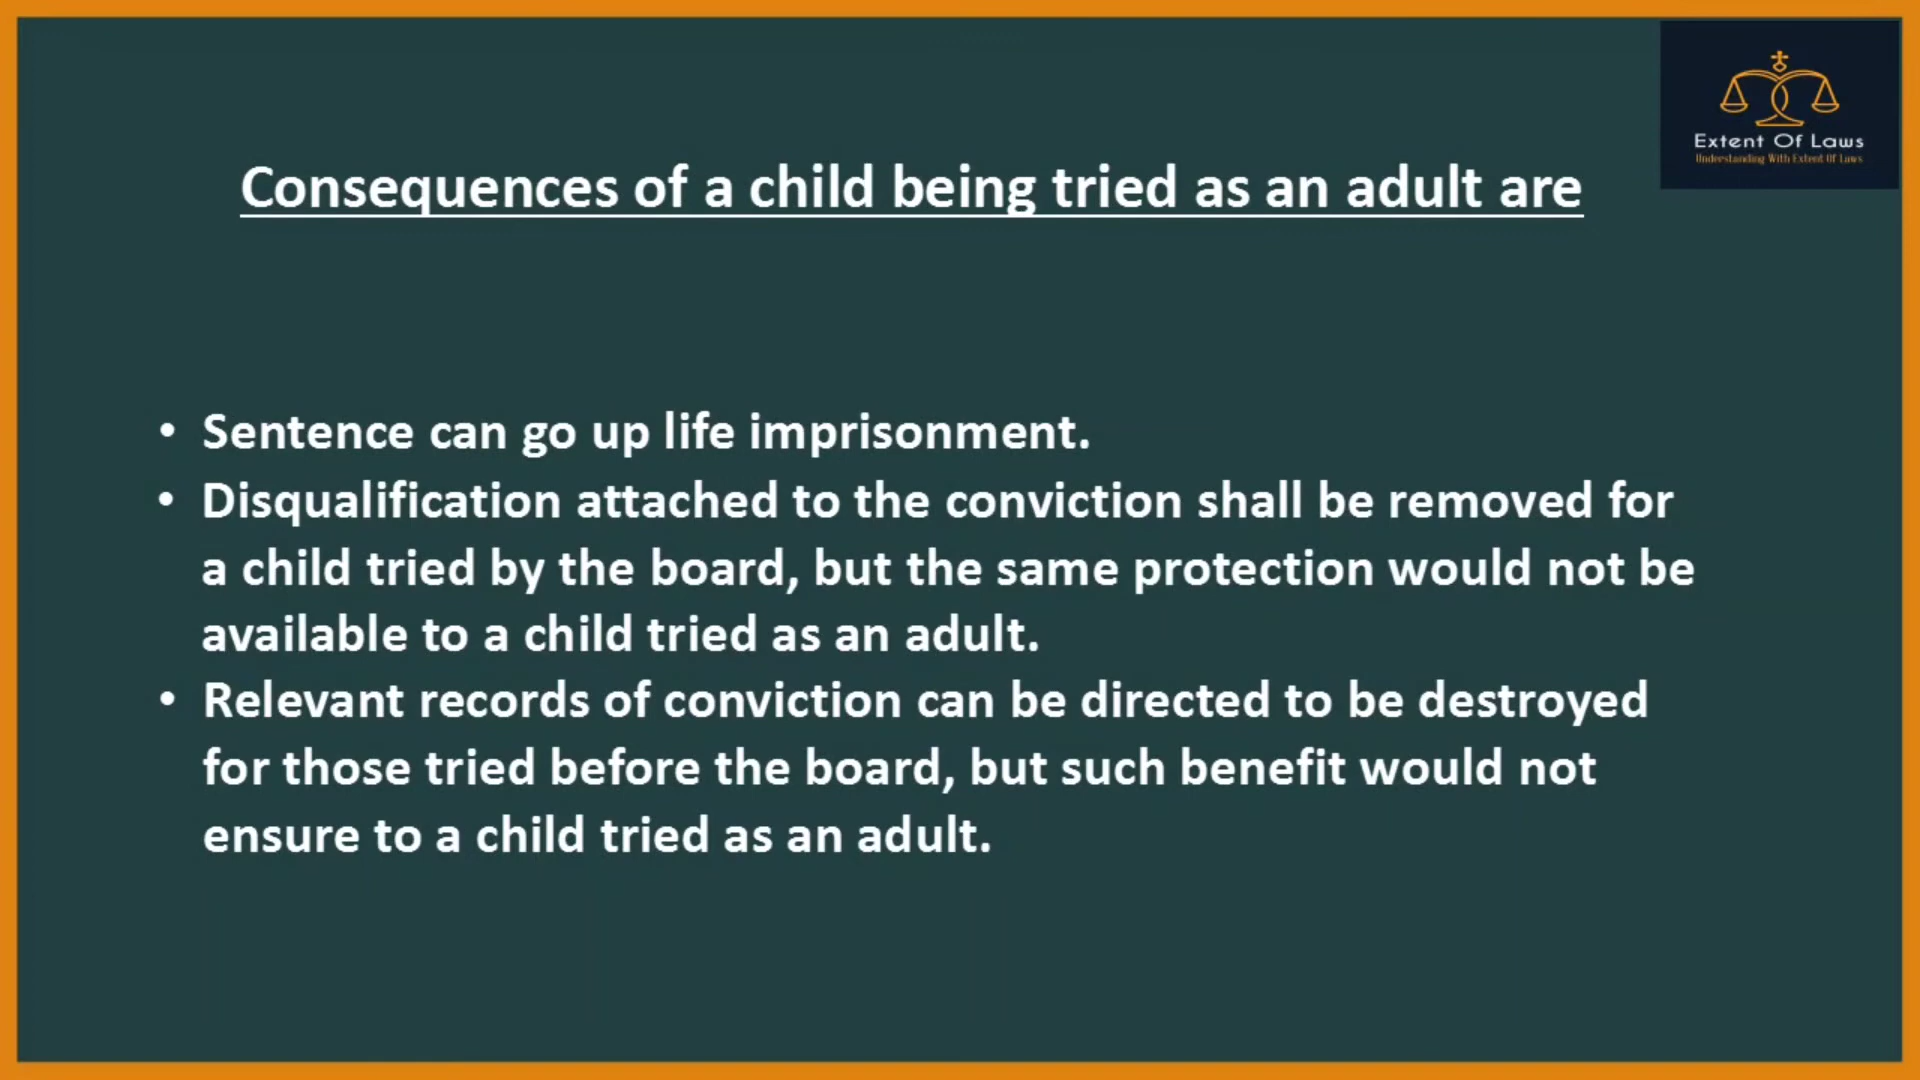 Extent Of Laws
Understanding With Extent Of Laws
Consequences of a child being tried as an adult are
• Sentence can go up life imprisonment.
• Disqualification attached to the conviction shall be removed for
a child tried by the board, but the same protection would not be
available to a child tried as an adult.
• Relevant records of conviction can be directed to be destroyed
for those tried before the board, but such benefit would not
ensure to a child tried as an adult.